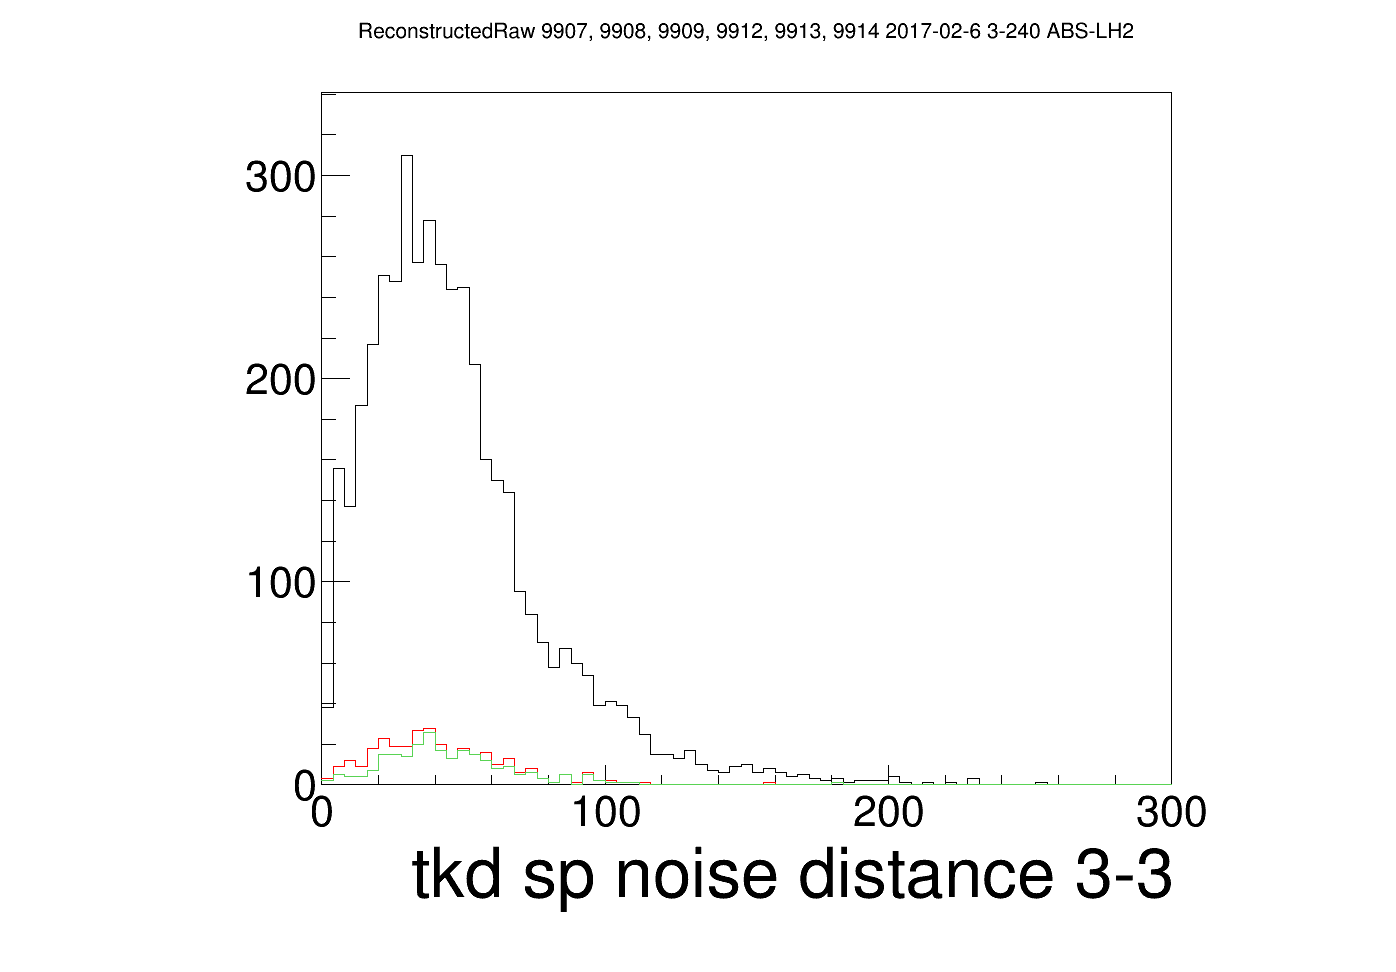 ReconstructedRaw 9907, 9908, 9909, 9912, 9913, 9914 2017-02-6 3-240 ABS-LH2
300
200
100
0
0 100 200 300
tkd sp noise distance 3-3